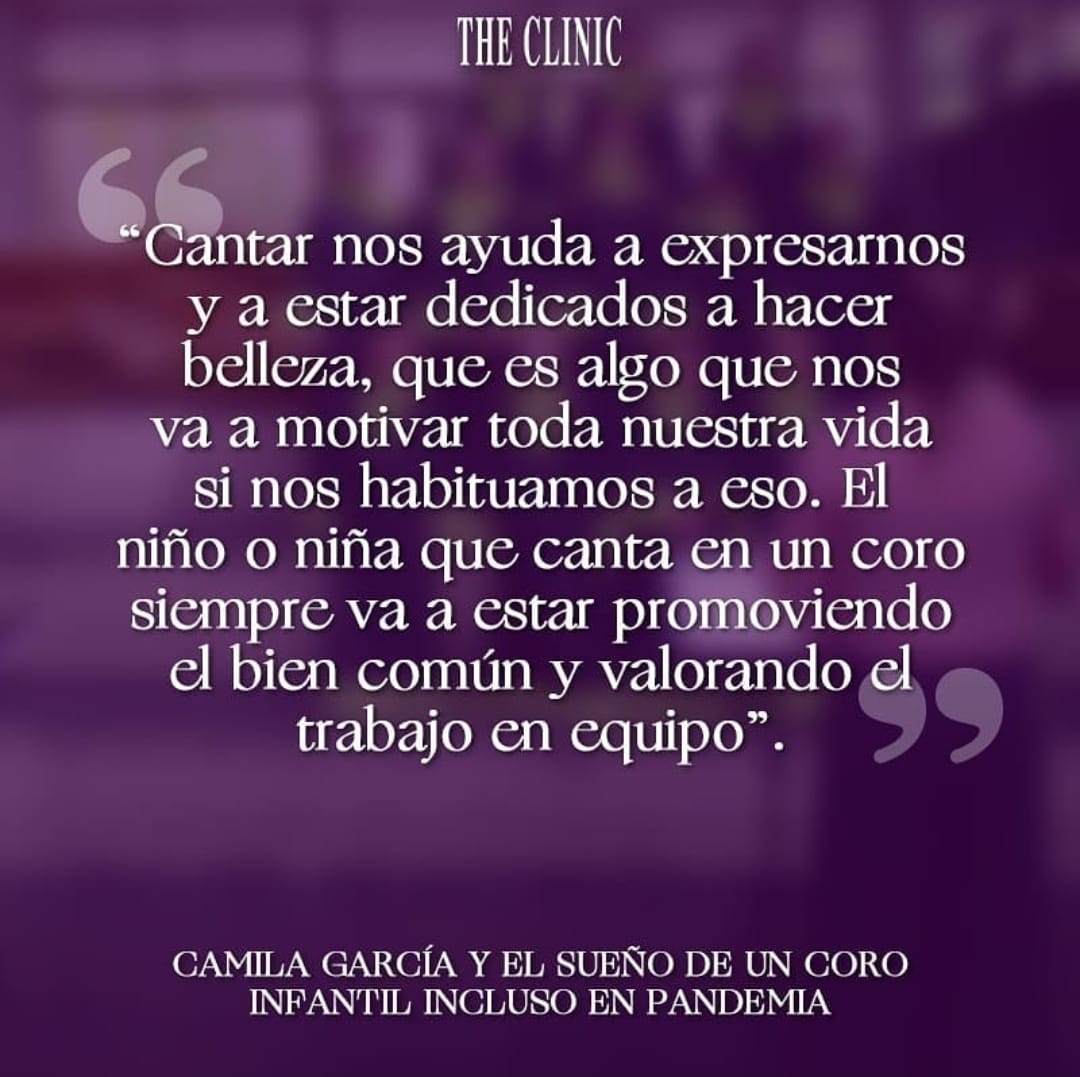 THE CLINIC
“Cantar nos ayuda a expresarnos
y a estar dedicados a hacer
belleza, que es algo que nos
va a motivar toda nuestra vida
si nos habituamos a eso. El
niño o niña que canta en un coro
siempre va a estar promoviendo
el bien común y valorando el
trabajo en equipo”.
CAMILA GARCÍA Y EL SUEÑO DE UN CORO
INFANTIL INCLUSO EN PANDEMIA